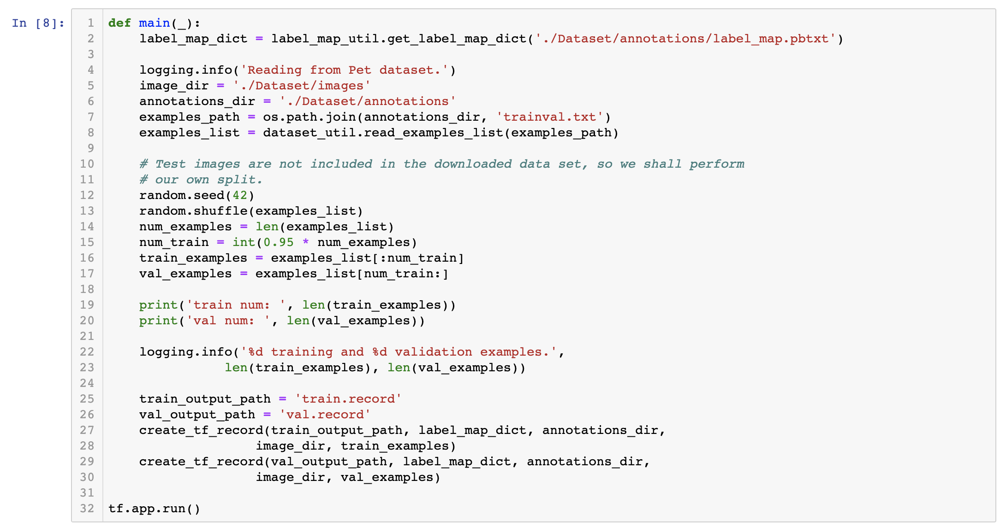 In [8]:
1 def main(_):
2     label_map_dict = label_map_util.get_label_map_dict('./Dataset/annotations/label_map.pbtxt')
3
4     logging.info('Reading from Pet dataset.')
5     image_dir = './Dataset/images'
6     annotations_dir = './Dataset/annotations'
7     examples_path = os.path.join(annotations_dir, 'trainval.txt')
8     examples_list = dataset_util.read_examples_list(examples_path)
9
10     # Test images are not included in the downloaded data set, so we shall perform
11     # our own split.
12     random.seed(42)
13     random.shuffle(examples_list)
14     num_examples = len(examples_list)
15     num_train = int(0.95 * num_examples)
16     train_examples = examples_list[:num_train]
17     val_examples = examples_list[num_train:]
18
19     print('train num: ', len(train_examples))
20     print('val num: ', len(val_examples))
21
22     logging.info('%d training and %d validation examples.',
23                len(train_examples), len(val_examples))
24
25     train_output_path = 'train.record'
26     val_output_path = 'val.record'
27     create_tf_record(train_output_path, label_map_dict, annotations_dir,
28                    image_dir, train_examples)
29     create_tf_record(val_output_path, label_map_dict, annotations_dir,
30                    image_dir, val_examples)
31
32 tf.app.run()